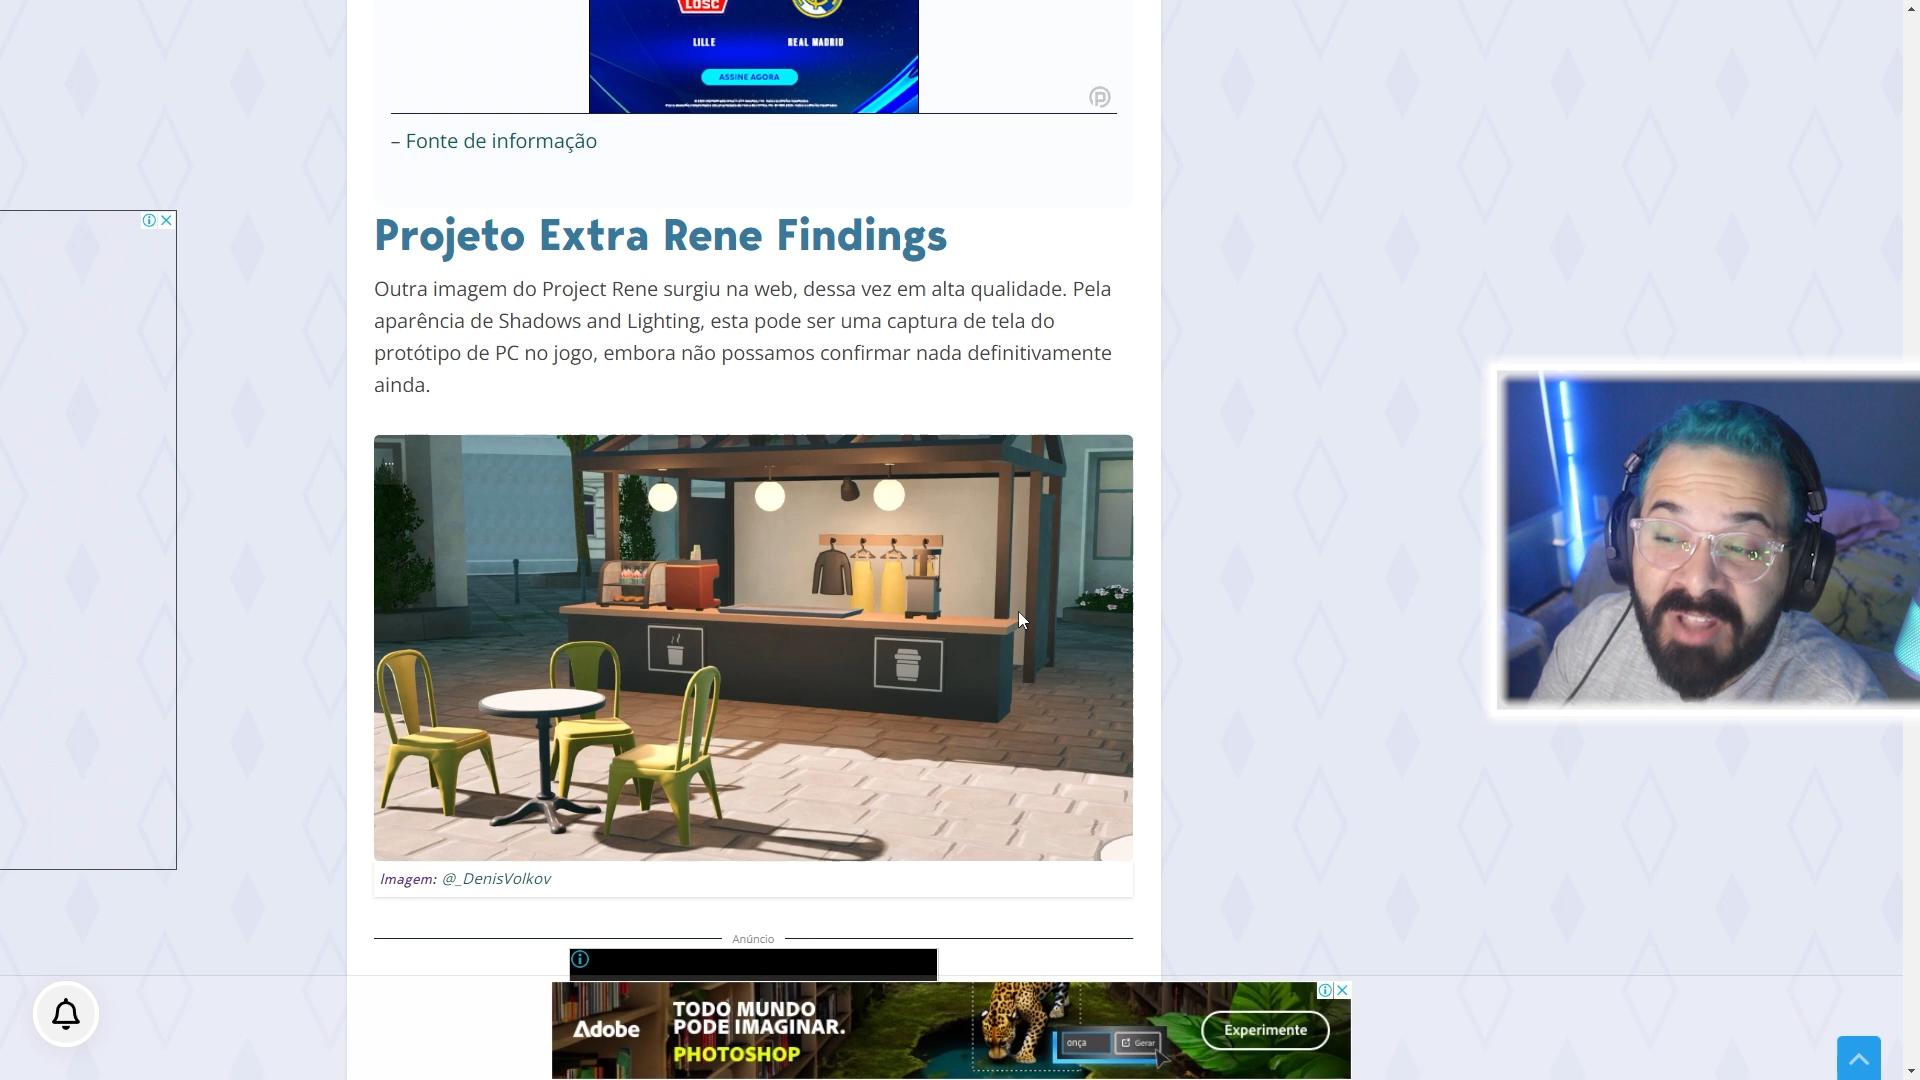 LOSC
LILLE
REAL MADRID
ASSINE AGORA
– Fonte de informação
Projeto Extra Rene Findings
Outra imagem do Project Rene surgiu na web, dessa vez em alta qualidade. Pela
aparência de Shadows and Lighting, esta pode ser uma captura de tela do
protótipo de PC no jogo, embora não possamos confirmar nada definitivamente
ainda.
Imagem: @_DenisVolkov
Anúncio
Adobe
TODO MUNDO
PODE IMAGINAR.
PHOTOSHOP
onça
Gerar
Experimente